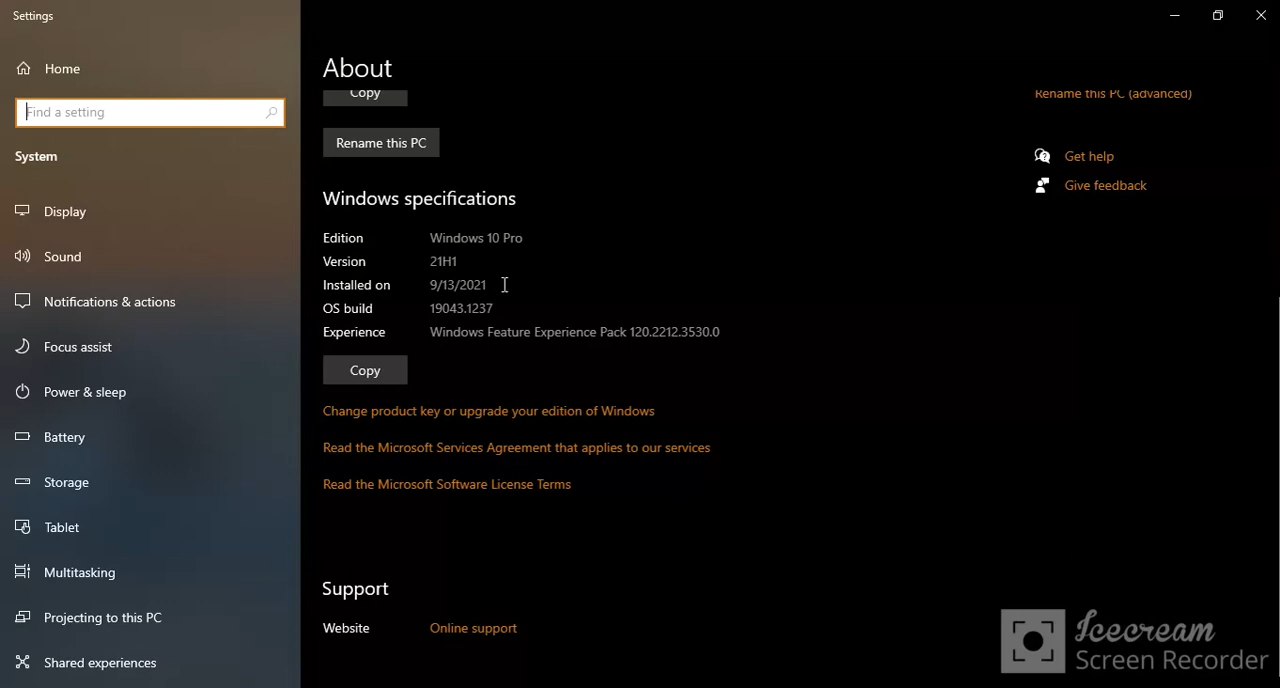 Settings
Home
Find a setting
System
Display
Sound
Notifications & actions
Focus assist
Power & sleep
Battery
Storage
Tablet
Multitasking
Projecting to this PC
Shared experiences
About
Copy
Rename this PC
Windows specifications
Edition Windows 10 Pro
Version 21H1
Installed on 9/13/2021
OS build 19043.1237
Experience Windows Feature Experience Pack 120.2212.3530.0
Copy
Change product key or upgrade your edition of Windows
Read the Microsoft Services Agreement that applies to our services
Read the Microsoft Software License Terms
Support
Website Online support
Rename this PC (advanced)
Get help
Give feedback
Icecream
Screen Recorder